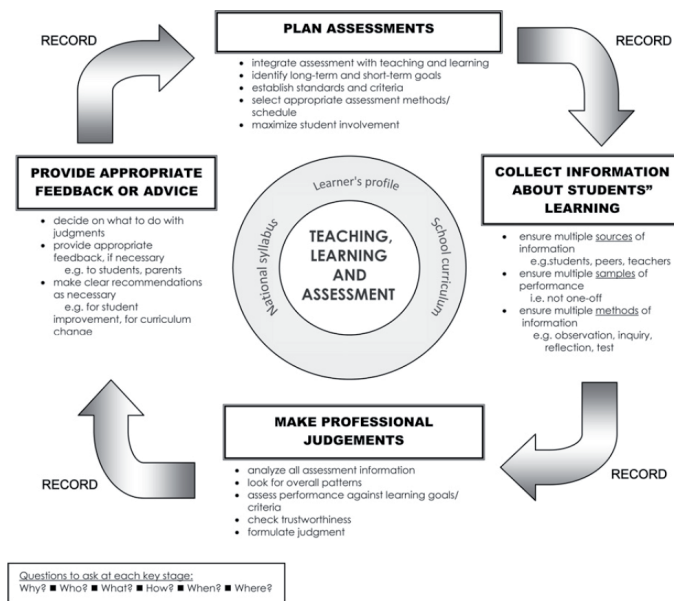 RECORD
PLAN ASSESSMENTS
RECORD
• integrate assessment with teaching and learning
• identify long-term and short-term goals
• establish standards and criteria
• select appropriate assessment methods/
schedule
• maximize student involvement
PROVIDE APPROPRIATE
FEEDBACK OR ADVICE
• decide on what to do with
judgments
• provide appropriate
feedback, if necessary
e.g. to students, parents
• make clear recommendations
as necessary
e.g. for student
improvement, for curriculum
change
Learner's profile
National syllabus
School curriculum
TEACHING,
LEARNING
AND
ASSESSMENT
COLLECT INFORMATION
ABOUT STUDENTS”
LEARNING
• ensure multiple sources of
information
e.g.students, peers, teachers
• ensure multiple samples of
performance
i.e. not one-off
• ensure multiple methods of
information
e.g. observation, inquiry,
reflection, test
MAKE PROFESSIONAL
JUDGEMENTS
• analyze all assessment information
• look for overall patterns
• assess performance against learning goals/
criteria
• check trustworthiness
• formulate judgment
RECORD
RECORD
Questions to ask at each key stage:
Why? ■ Who? ■ What? ■ How? ■ When? ■ Where?